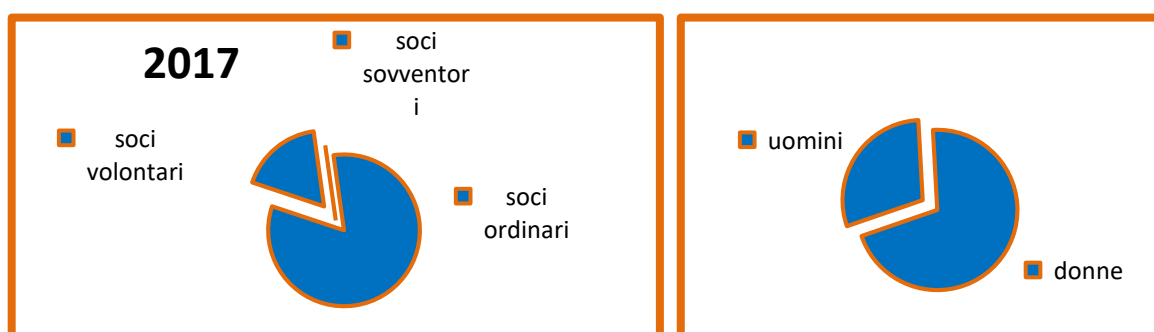 2017
soci
sovventor
i
soci
volontari
soci
ordinari
uomini
donne